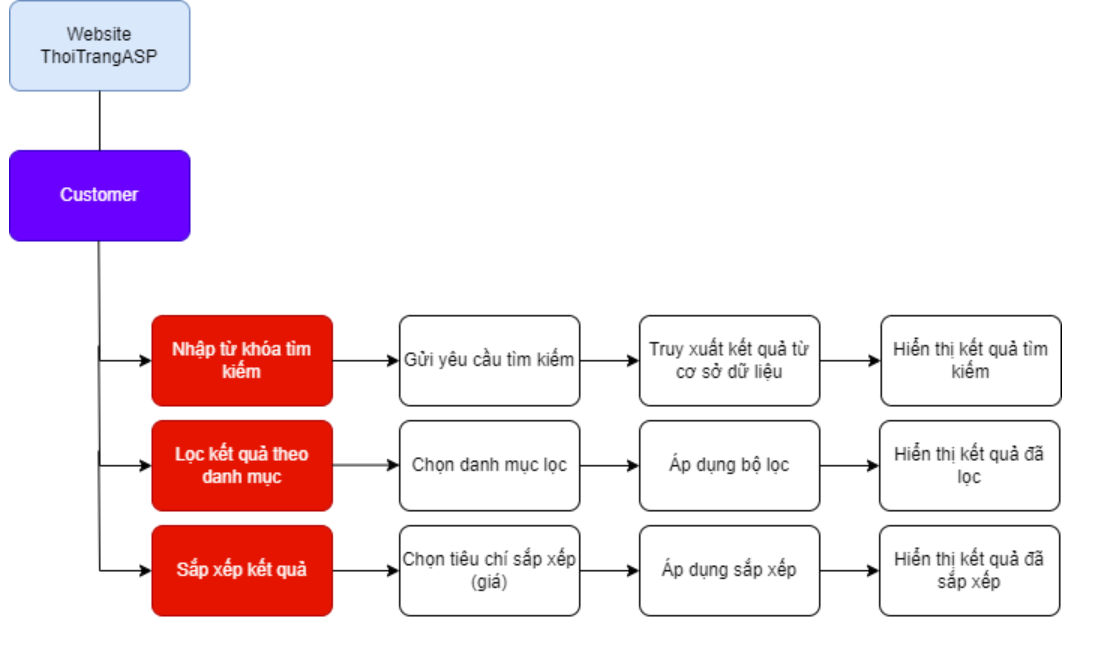 Website
ThoiTrangASP
Customer
Nhập từ khóa tìm
kiếm
Gửi yêu cầu tìm kiếm
Truy xuất kết quả từ
cơ sở dữ liệu
Hiển thị kết quả tìm
kiếm
Lọc kết quả theo
danh mục
Chọn danh mục lọc
Áp dụng bộ lọc
Hiển thị kết quả đã
lọc
Sắp xếp kết quả
Chọn tiêu chí sắp xếp
(giá)
Áp dụng sắp xếp
Hiển thị kết quả đã
sắp xếp